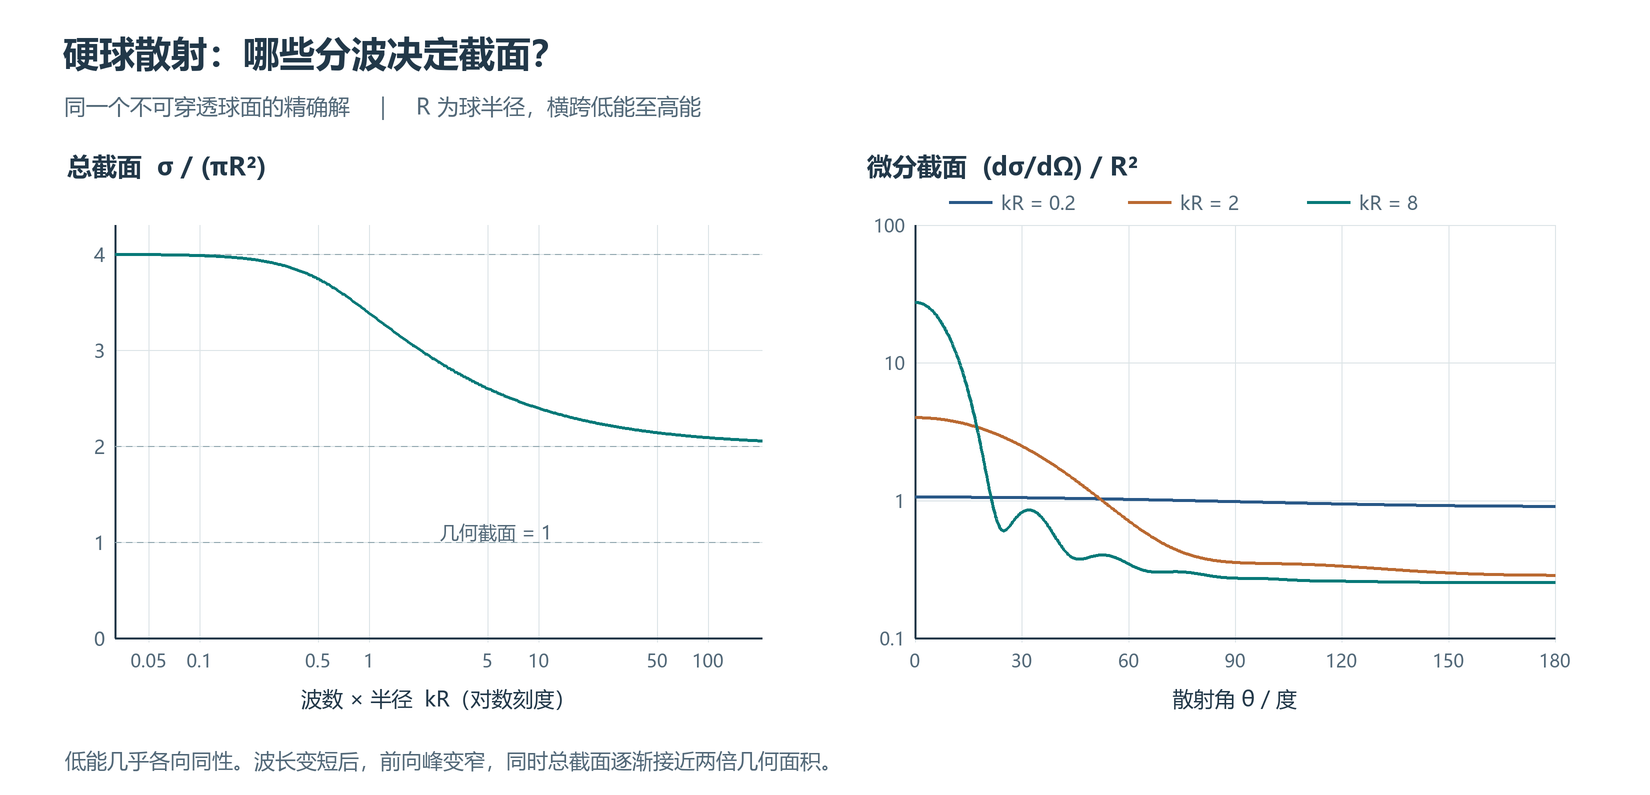 硬球散射：哪些分波决定截面？
同一个不可穿透球面的精确解 | R 为球半径，横跨低能至高能
总截面 σ / (πR²)
4
3
2
1
0
几何截面 = 1
0.05 0.1 0.5 1 5 10 50 100
波数 × 半径 kR（对数刻度）
微分截面 (dσ/dΩ) / R²
kR = 0.2 kR = 2 kR = 8
100
10
1
0.1
0 30 60 90 120 150 180
散射角 θ / 度
低能几乎各向同性。波长变短后，前向峰变窄，同时总截面逐渐接近两倍几何面积。